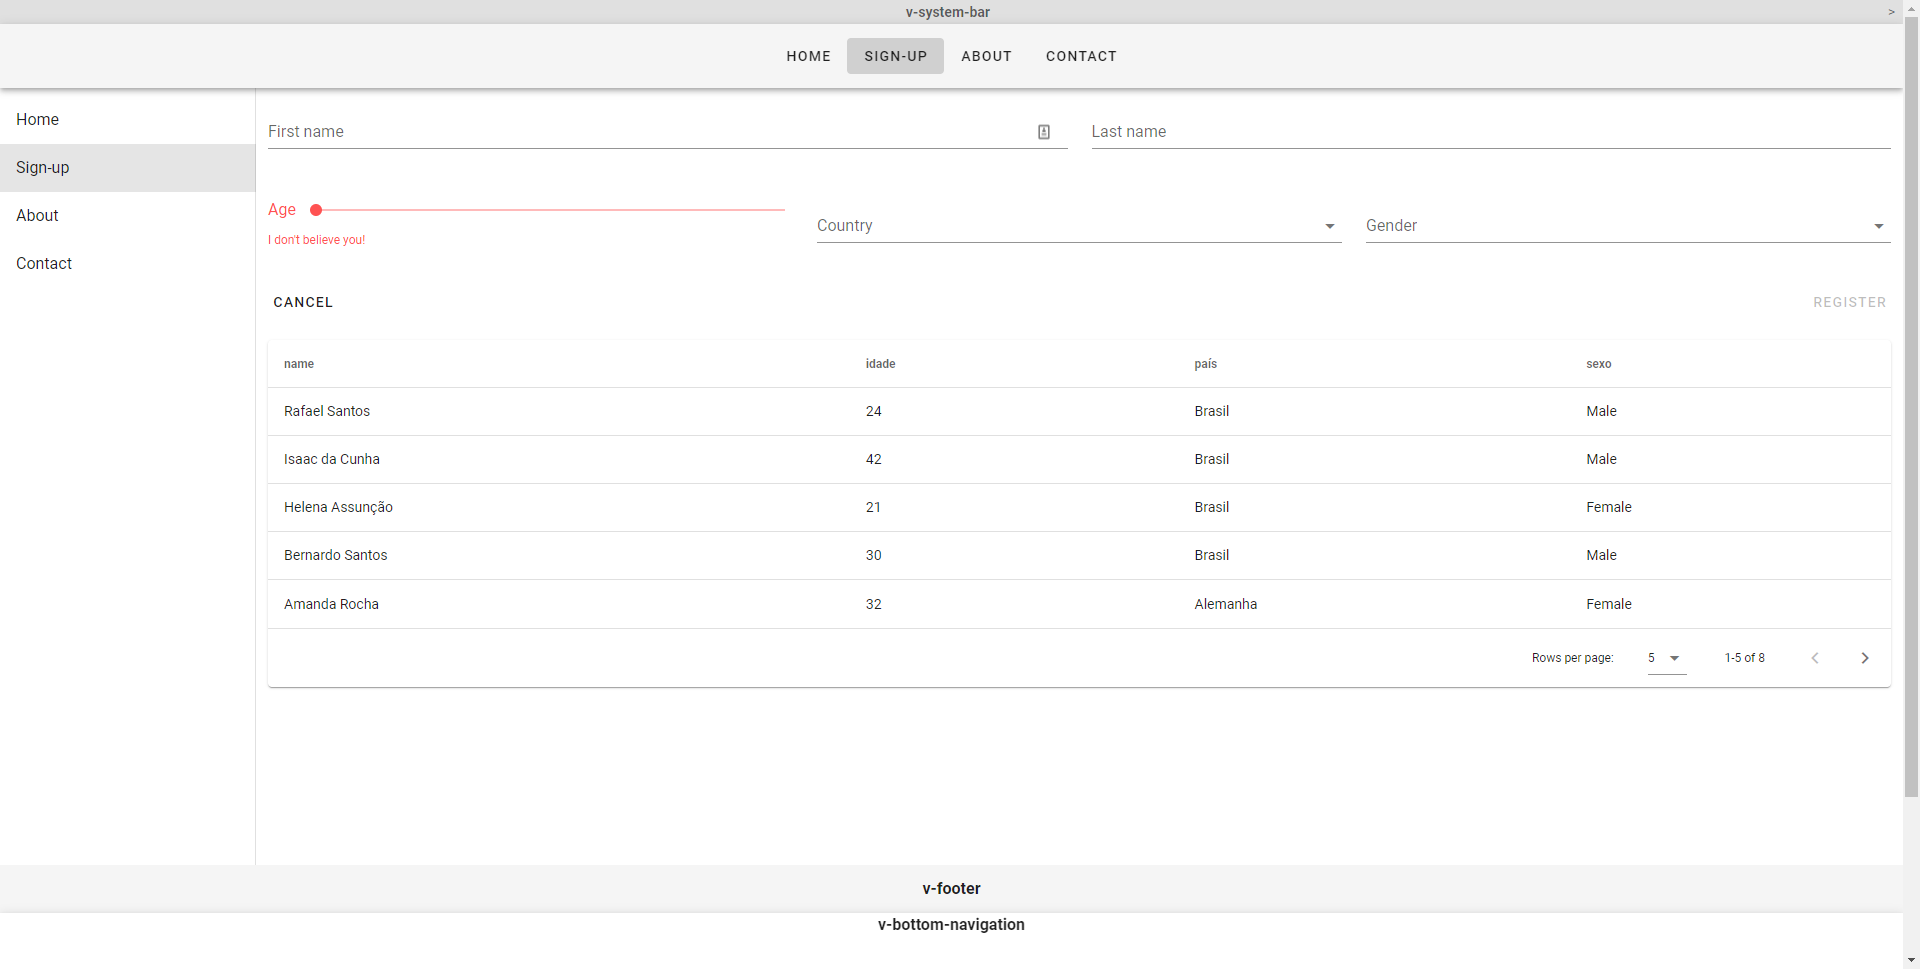 v-system-bar >
HOME SIGN-UP ABOUT CONTACT
Home
Sign-up
About
Contact
First name Last name
Age
I don't believe you!
Country Gender
CANCEL REGISTER
name idade país sexo
Rafael Santos 24 Brasil Male
Isaac da Cunha 42 Brasil Male
Helena Assunção 21 Brasil Female
Bernardo Santos 30 Brasil Male
Amanda Rocha 32 Alemanha Female
Rows per page: 5 1-5 of 8
v-footer
v-bottom-navigation